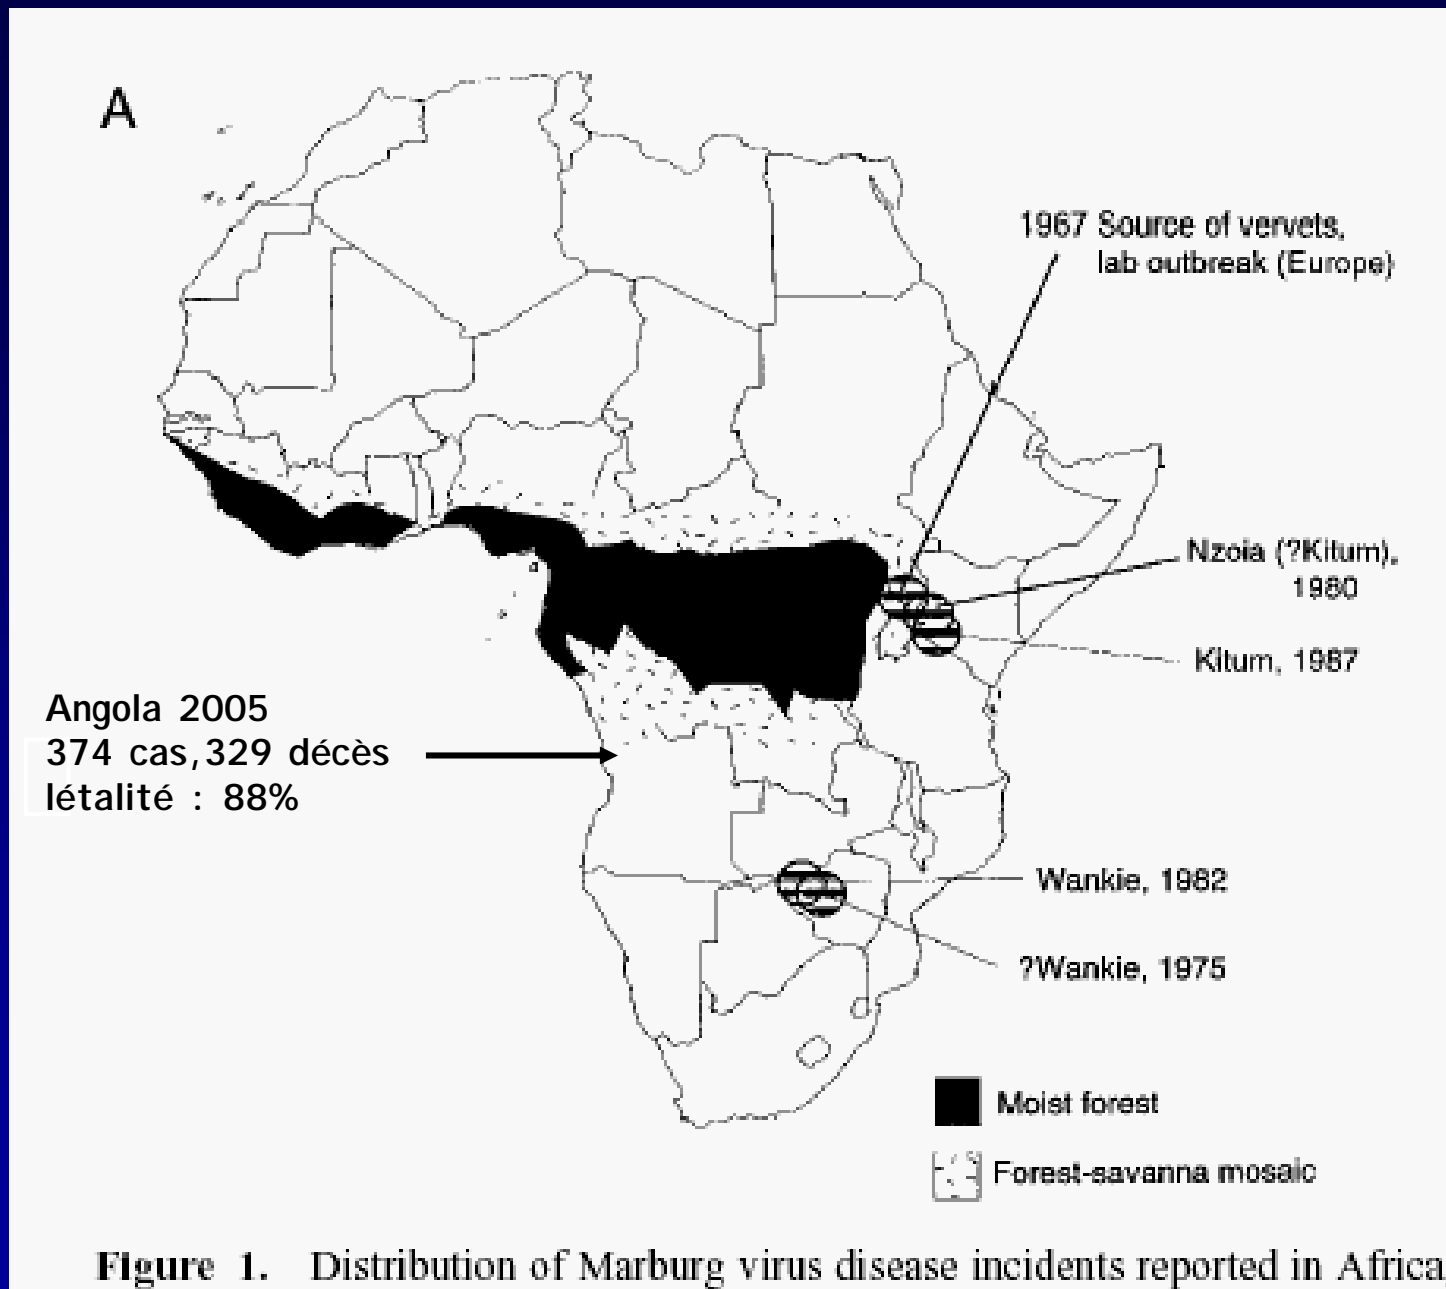 A
1967 Source of vervets,
lab outbreak (Europe)
Nzoia (?Kitum),
1980
Kitum, 1987
Angola 2005
374 cas,329 décès
létalité : 88%
Wankie, 1982
?Wankie, 1975
Moist forest
Forest-savanna mosaic
Figure 1. Distribution of Marburg virus disease incidents reported in Africa,